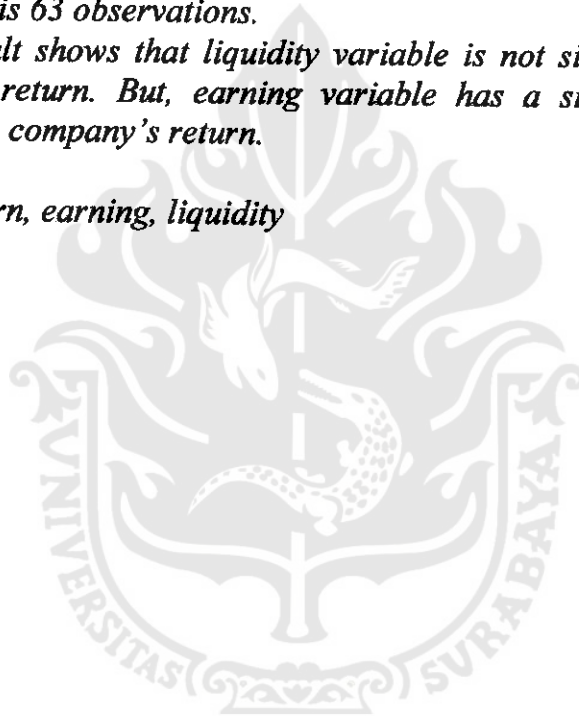 is 63 observations.
lt shows that liquidity variable is not si
return. But, earning variable has a si
company's return.
rn, earning, liquidity
UNIVERSITAS SURABAYA